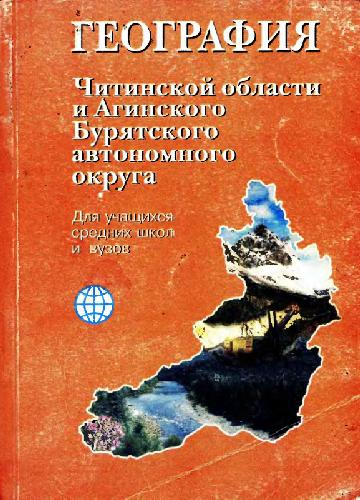 ГЕОГРАФИЯ
Читинской области
и Агинского
Бурятского
автономного
округа
Для учащихся
средних школ
и вузов